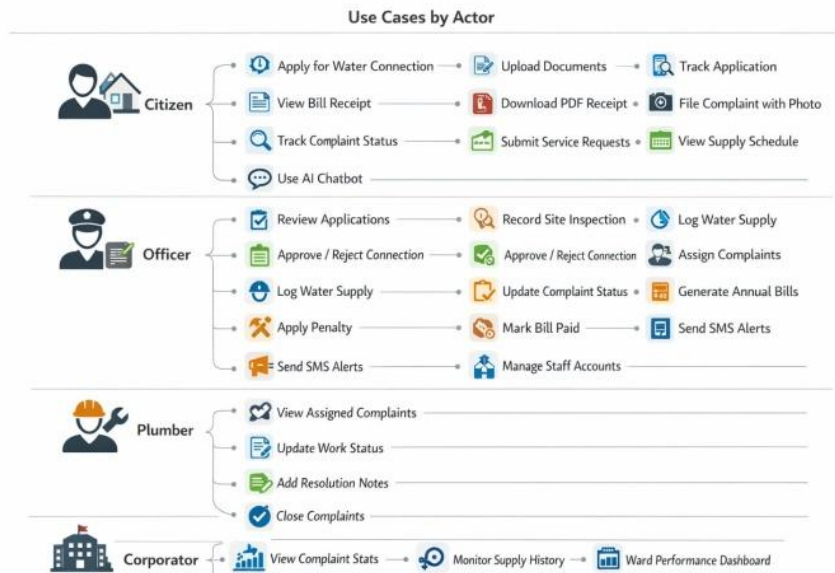 Use Cases by Actor
Citizen
Apply for Water Connection Upload Documents Track Application
View Bill Receipt Download PDF Receipt File Complaint with Photo
Track Complaint Status Submit Service Requests View Supply Schedule
Use AI Chatbot
Officer
Review Applications Record Site Inspection Log Water Supply
Approve / Reject Connection Approve / Reject Connection Assign Complaints
Log Water Supply Update Complaint Status Generate Annual Bills
Apply Penalty Mark Bill Paid Send SMS Alerts
Send SMS Alerts Manage Staff Accounts
Plumber
View Assigned Complaints
Update Work Status
Add Resolution Notes
Close Complaints
Corporator
View Complaint Stats Monitor Supply History Ward Performance Dashboard